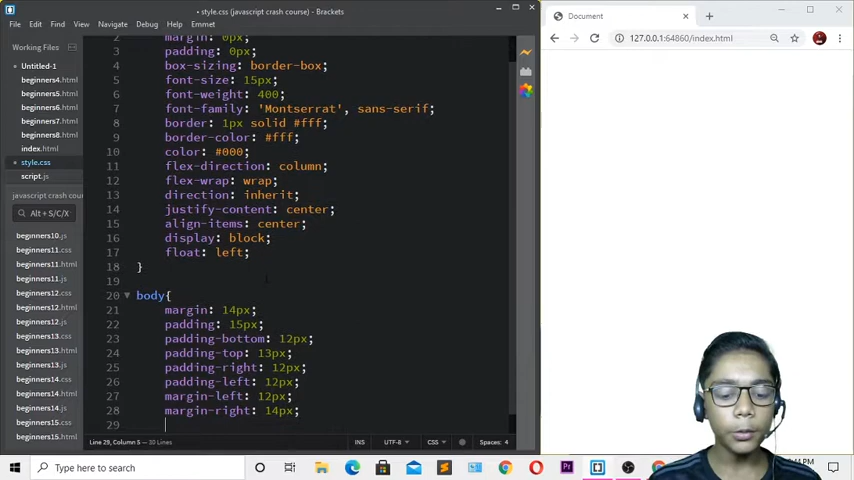 • style.css (javascript crash course) - Brackets
File Edit Find View Navigate Debug Help Emmet
Working Files
Untitled-1
beginners4.html
beginners6.html
beginners7.html
beginners8.html
index.html
style.css
script.js
javascript crash cour
Alt + S/C/X
beginners10.js
beginners11.css
beginners11.html
beginners11.js
beginners12.css
beginners12.html
beginners12.js
beginners13.css
beginners13.html
beginners13.js
beginners14.css
beginners14.html
beginners14.js
beginners15.css
beginners15.html
2 margin: 0px;
3 padding: 0px;
4 box-sizing: border-box;
5 font-size: 15px;
6 font-weight: 400;
7 font-family: 'Montserrat', sans-serif;
8 border: 1px solid #fff;
9 border-color: #fff;
10 color: #000;
11 flex-direction: column;
12 flex-wrap: wrap;
13 direction: inherit;
14 justify-content: center;
15 align-items: center;
16 display: block;
17 float: left;
18 }
19
20 body{
21 margin: 14px;
22 padding: 15px;
23 padding-bottom: 12px;
24 padding-top: 13px;
25 padding-right: 12px;
26 padding-left: 12px;
27 margin-left: 12px;
28 margin-right: 14px;
29
Line 29, Column 5 — 30 Lines
INS UTF-8 CSS Spaces: 4
Document
127.0.0.1:64860/index.html
Type here to search